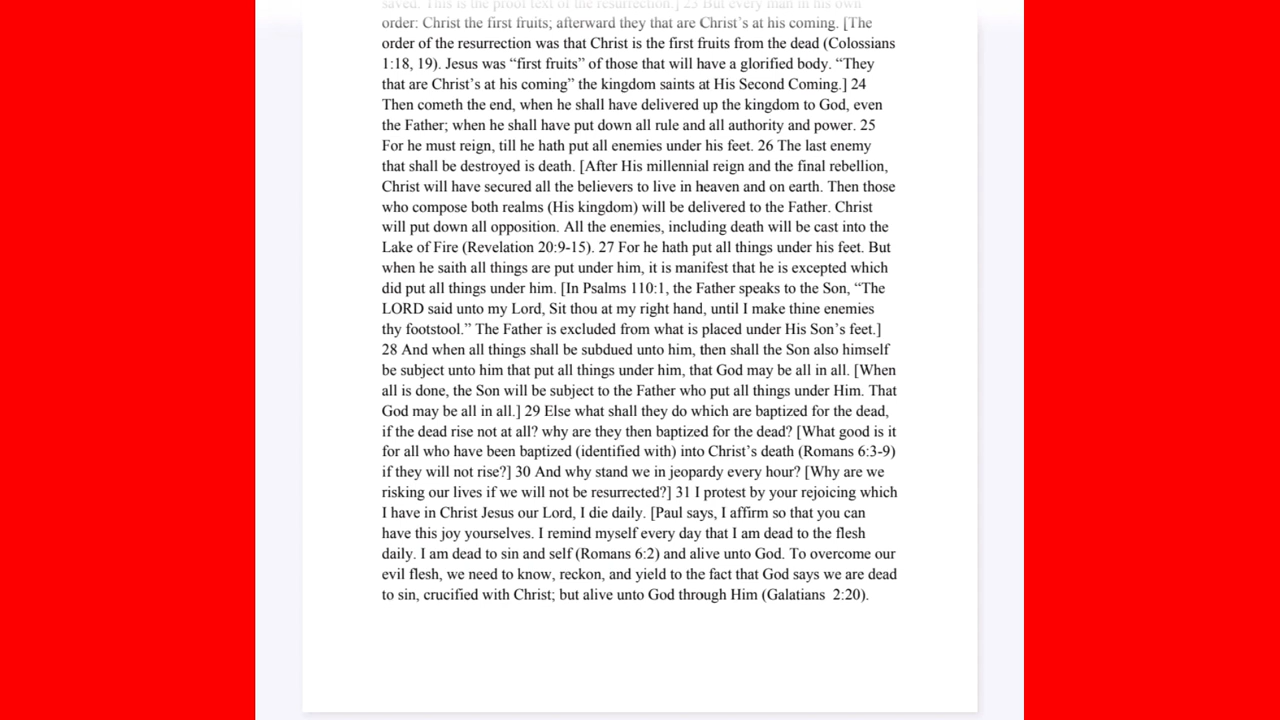 saved. This is the proof text of the resurrection.] 23 But every man in his own
order: Christ the first fruits; afterward they that are Christ’s at his coming. [The
order of the resurrection was that Christ is the first fruits from the dead (Colossians
1:18, 19). Jesus was “first fruits” of those that will have a glorified body. “They
that are Christ’s at his coming” the kingdom saints at His Second Coming.] 24
Then cometh the end, when he shall have delivered up the kingdom to God, even
the Father; when he shall have put down all rule and all authority and power. 25
For he must reign, till he hath put all enemies under his feet. 26 The last enemy
that shall be destroyed is death. [After His millennial reign and the final rebellion,
Christ will have secured all the believers to live in heaven and on earth. Then those
who compose both realms (His kingdom) will be delivered to the Father. Christ
will put down all opposition. All the enemies, including death will be cast into the
Lake of Fire (Revelation 20:9-15). 27 For he hath put all things under his feet. But
when he saith all things are put under him, it is manifest that he is excepted which
did put all things under him. [In Psalms 110:1, the Father speaks to the Son, “The
LORD said unto my Lord, Sit thou at my right hand, until I make thine enemies
thy footstool.” The Father is excluded from what is placed under His Son’s feet.]
28 And when all things shall be subdued unto him, then shall the Son also himself
be subject unto him that put all things under him, that God may be all in all. [When
all is done, the Son will be subject to the Father who put all things under Him. That
God may be all in all.] 29 Else what shall they do which are baptized for the dead,
if the dead rise not at all? why are they then baptized for the dead? [What good is it
for all who have been baptized (identified with) into Christ’s death (Romans 6:3-9)
if they will not rise?] 30 And why stand we in jeopardy every hour? [Why are we
risking our lives if we will not be resurrected?] 31 I protest by your rejoicing which
I have in Christ Jesus our Lord, I die daily. [Paul says, I affirm so that you can
have this joy yourselves. I remind myself every day that I am dead to the flesh
daily. I am dead to sin and self (Romans 6:2) and alive unto God. To overcome our
evil flesh, we need to know, reckon, and yield to the fact that God says we are dead
to sin, crucified with Christ; but alive unto God through Him (Galatians  2:20).